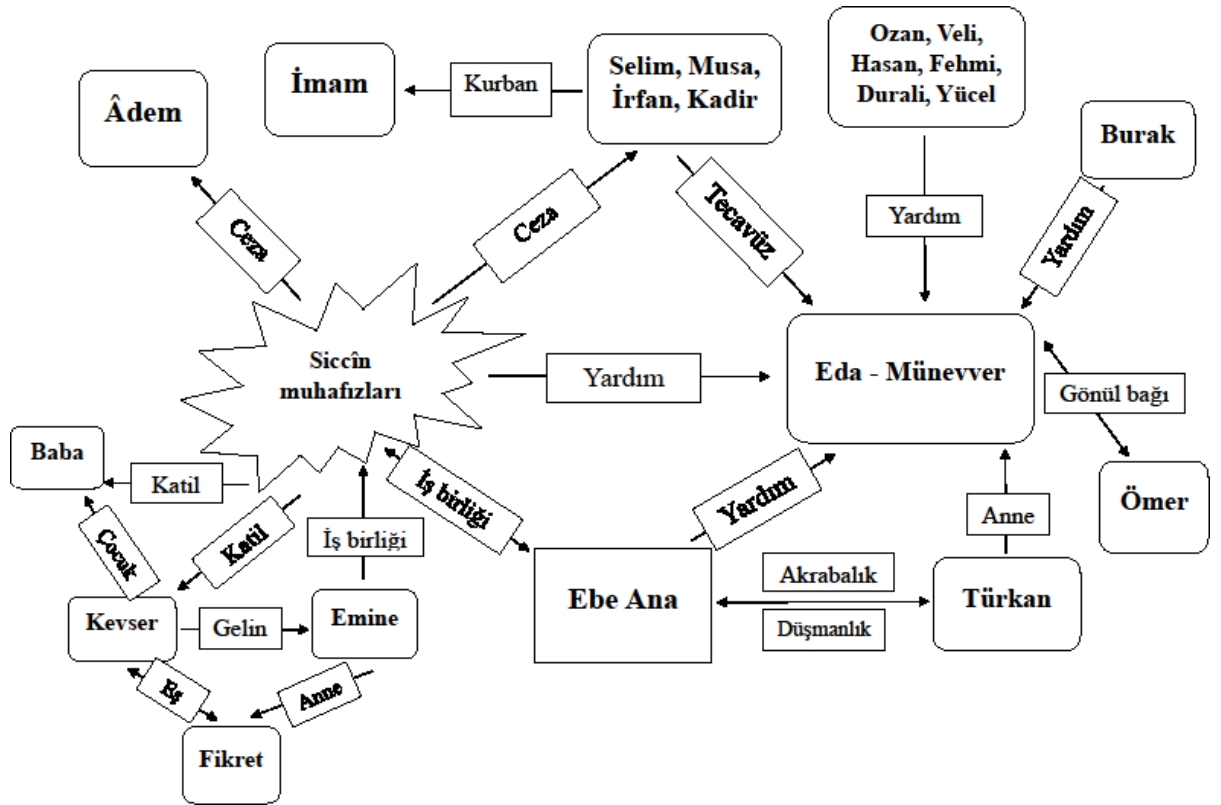 Ozan, Veli,
Hasan, Fehmi,
Durali, Yücel
Selim, Musa,
İrfan, Kadir
İmam
Kurban
Âdem
Burak
Ceza
Ceza
Tecavüz
Yardım
Yardım
Siccîn
muhafızları
Yardım
Eda - Münevver
Gönül bağı
Baba
Katil
Katil
İş birliği
İş birliği
Yardım
Anne
Ömer
Çocuk
Kevser
Gelin
Emine
Ebe Ana
Akrabalık
Düşmanlık
Türkan
Eş
Anne
Fikret